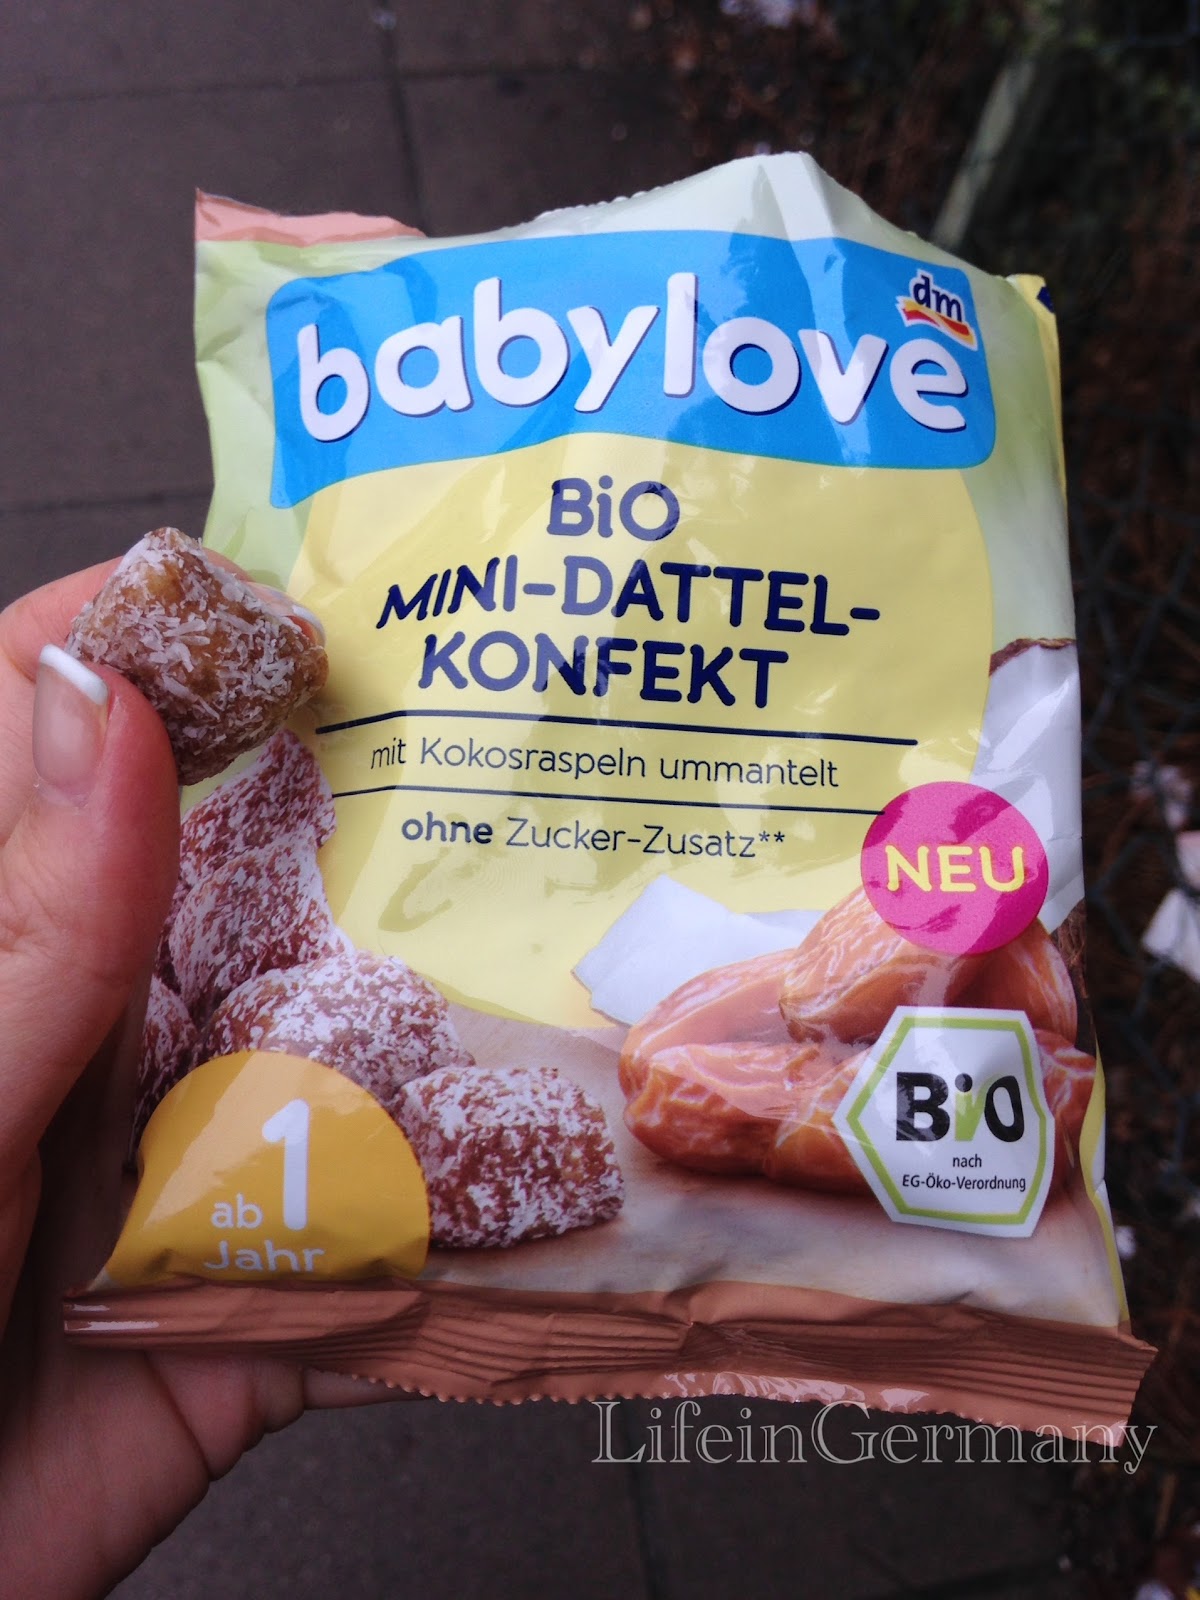 babylove
dm
BiO
MINI-DATTEL-
KONFEKT
mit Kokosraspeln ummantelt
ohne Zucker-Zusatz**
NEU
BiO
nach
EG-Öko-Verordnung
ab 1
Jahr
LifeinGermany